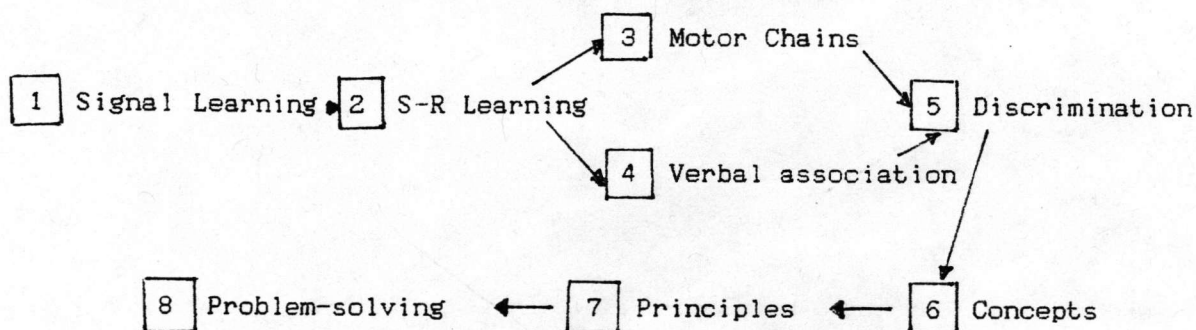 3 Motor Chains
1 Signal Learning 2 S-R Learning 5 Discrimination
4 Verbal association
8 Problem-solving 7 Principles 6 Concepts